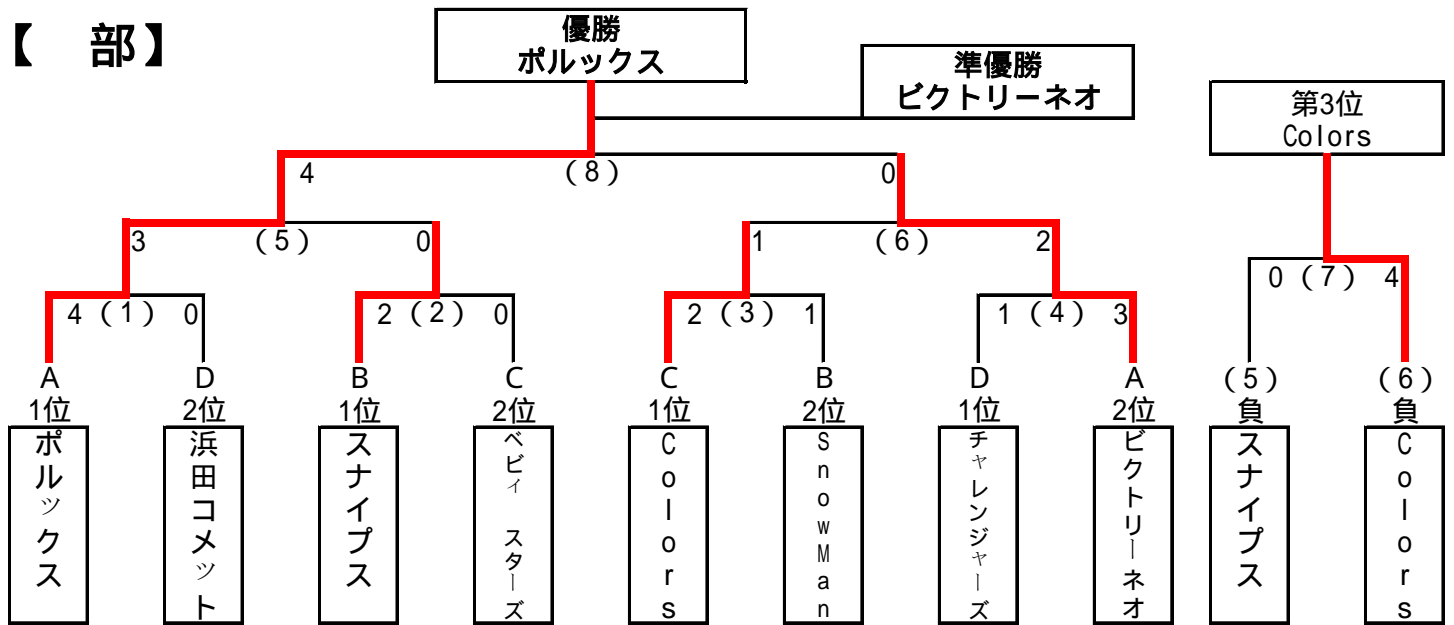 【　部】
優勝
ポルックス
準優勝
ビクトリーネオ
第3位
Colors
4 (8) 0
3 (5) 0
1 (6) 2
0 (7) 4
4 (1) 0
2 (2) 0
2 (3) 1
1 (4) 3
A D B C C B D A (5) (6)
1位 2位 1位 2位 1位 2位 1位 2位 負 負
ポルックス
浜田コメット
スナイプス
ベビィ スターズ
Colors
SnowMan
チャレンジャーズ
ビクトリーネオ
スナイプス
Colors